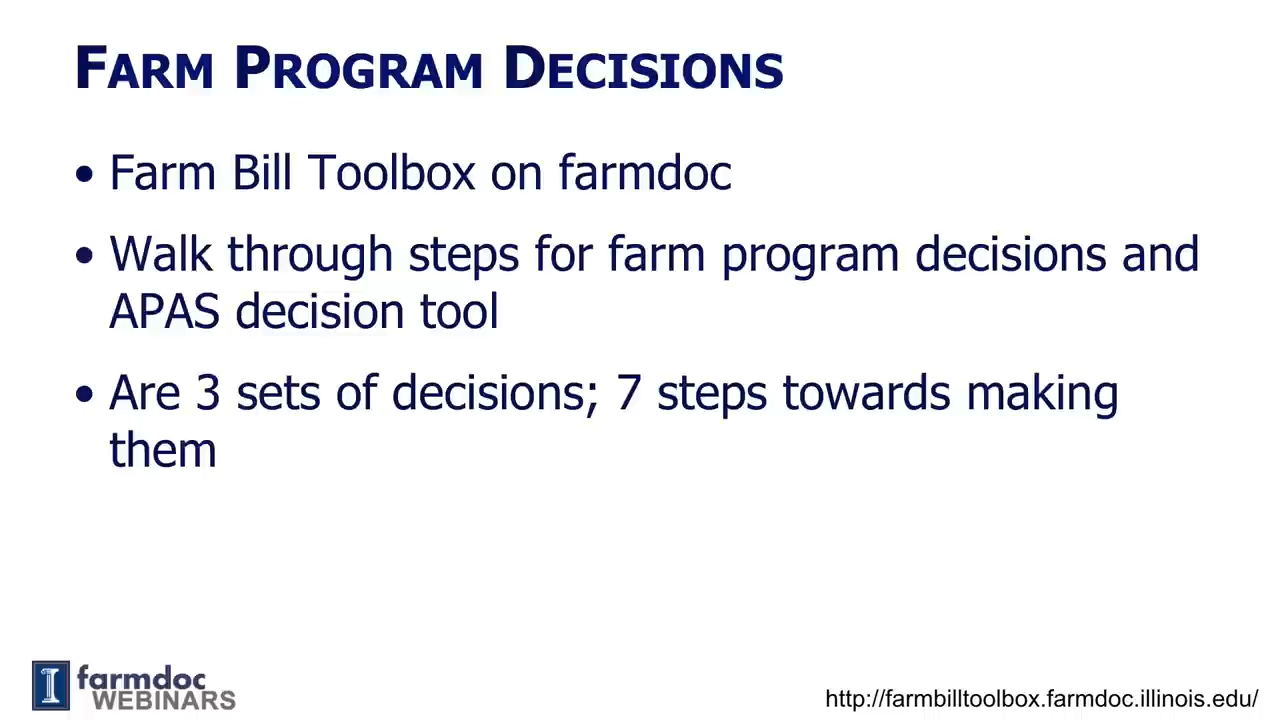 FARM PROGRAM DECISIONS
• Farm Bill Toolbox on farmdoc
• Walk through steps for farm program decisions and
APAS decision tool
• Are 3 sets of decisions; 7 steps towards making
them
I farmdoc
WEBINARS
http://farmbilltoolbox.farmdoc.illinois.edu/